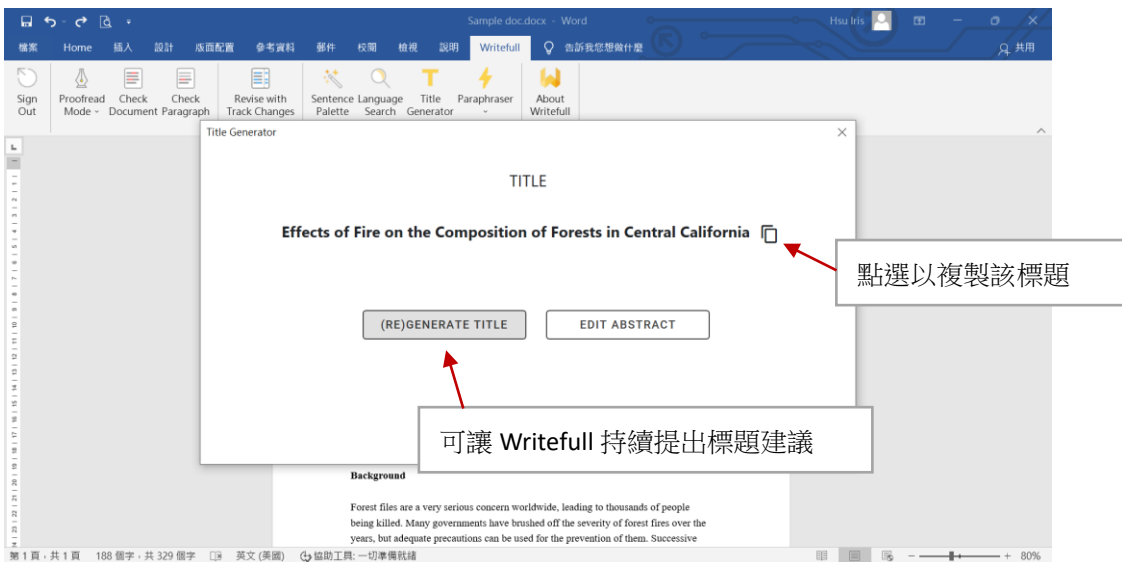 Sample doc.docx - Word
Hsu Iris
檔案 Home 插入 設計 版面配置 參考資料 郵件 校閱 檢視 說明 Writefull 告訴我您想做什麼 共用
Sign Out
Proofread Mode
Check Document
Check Paragraph
Revise with Track Changes
Sentence Palette
Language Search
Title Generator
Paraphraser
About Writefull
Title Generator
TITLE
Effects of Fire on the Composition of Forests in Central California
點選以複製該標題
(RE)GENERATE TITLE
EDIT ABSTRACT
可讓 Writefull 持續提出標題建議
Background
Forest files are a very serious concern worldwide, leading to thousands of people
being killed. Many governments have brushed off the severity of forest fires over the
years, but adequate precautions can be used for the prevention of them. Successive
第 1 頁，共 1 頁 188 個字，共 329 個字 英文 (美國) 協助工具: 一切準備就緒 80%